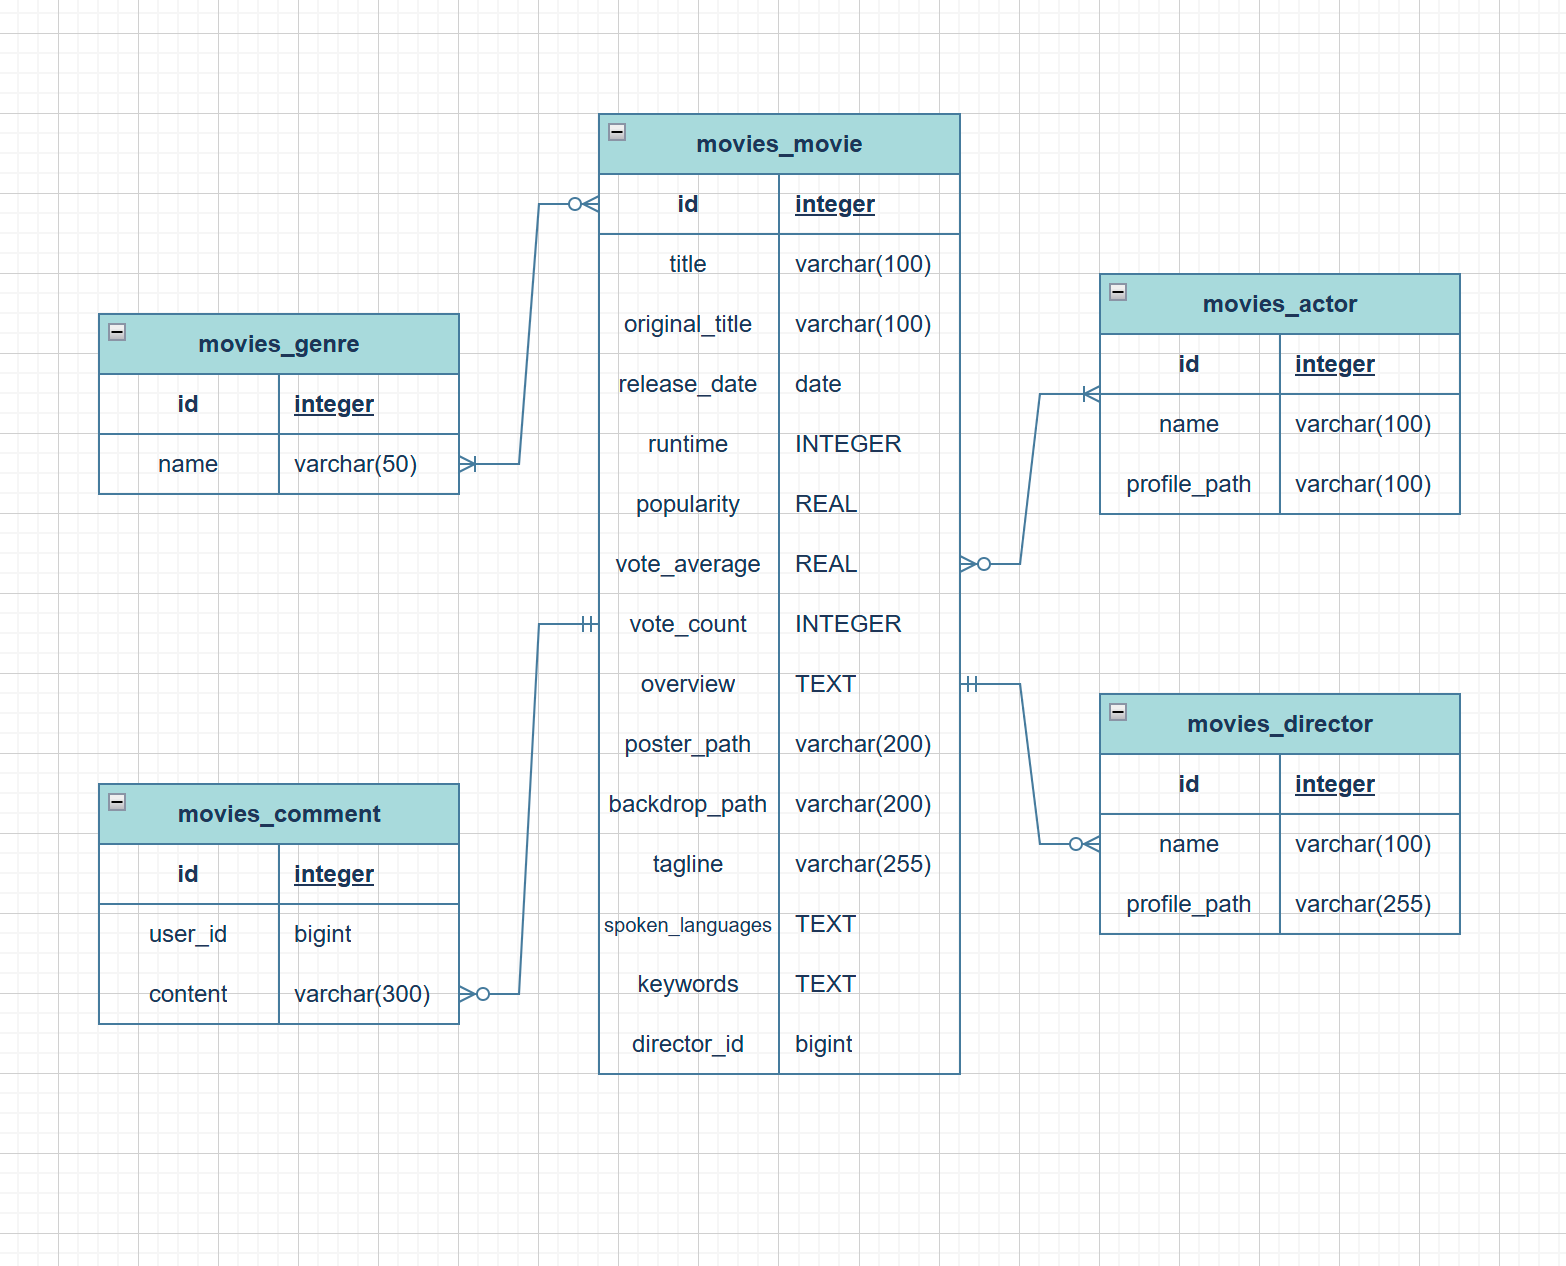 movies_movie
id integer
title varchar(100)
original_title varchar(100)
release_date date
runtime INTEGER
popularity REAL
vote_average REAL
vote_count INTEGER
overview TEXT
poster_path varchar(200)
backdrop_path varchar(200)
tagline varchar(255)
spoken_languages TEXT
keywords TEXT
director_id bigint
movies_genre
id integer
name varchar(50)
movies_comment
id integer
user_id bigint
content varchar(300)
movies_actor
id integer
name varchar(100)
profile_path varchar(100)
movies_director
id integer
name varchar(100)
profile_path varchar(255)